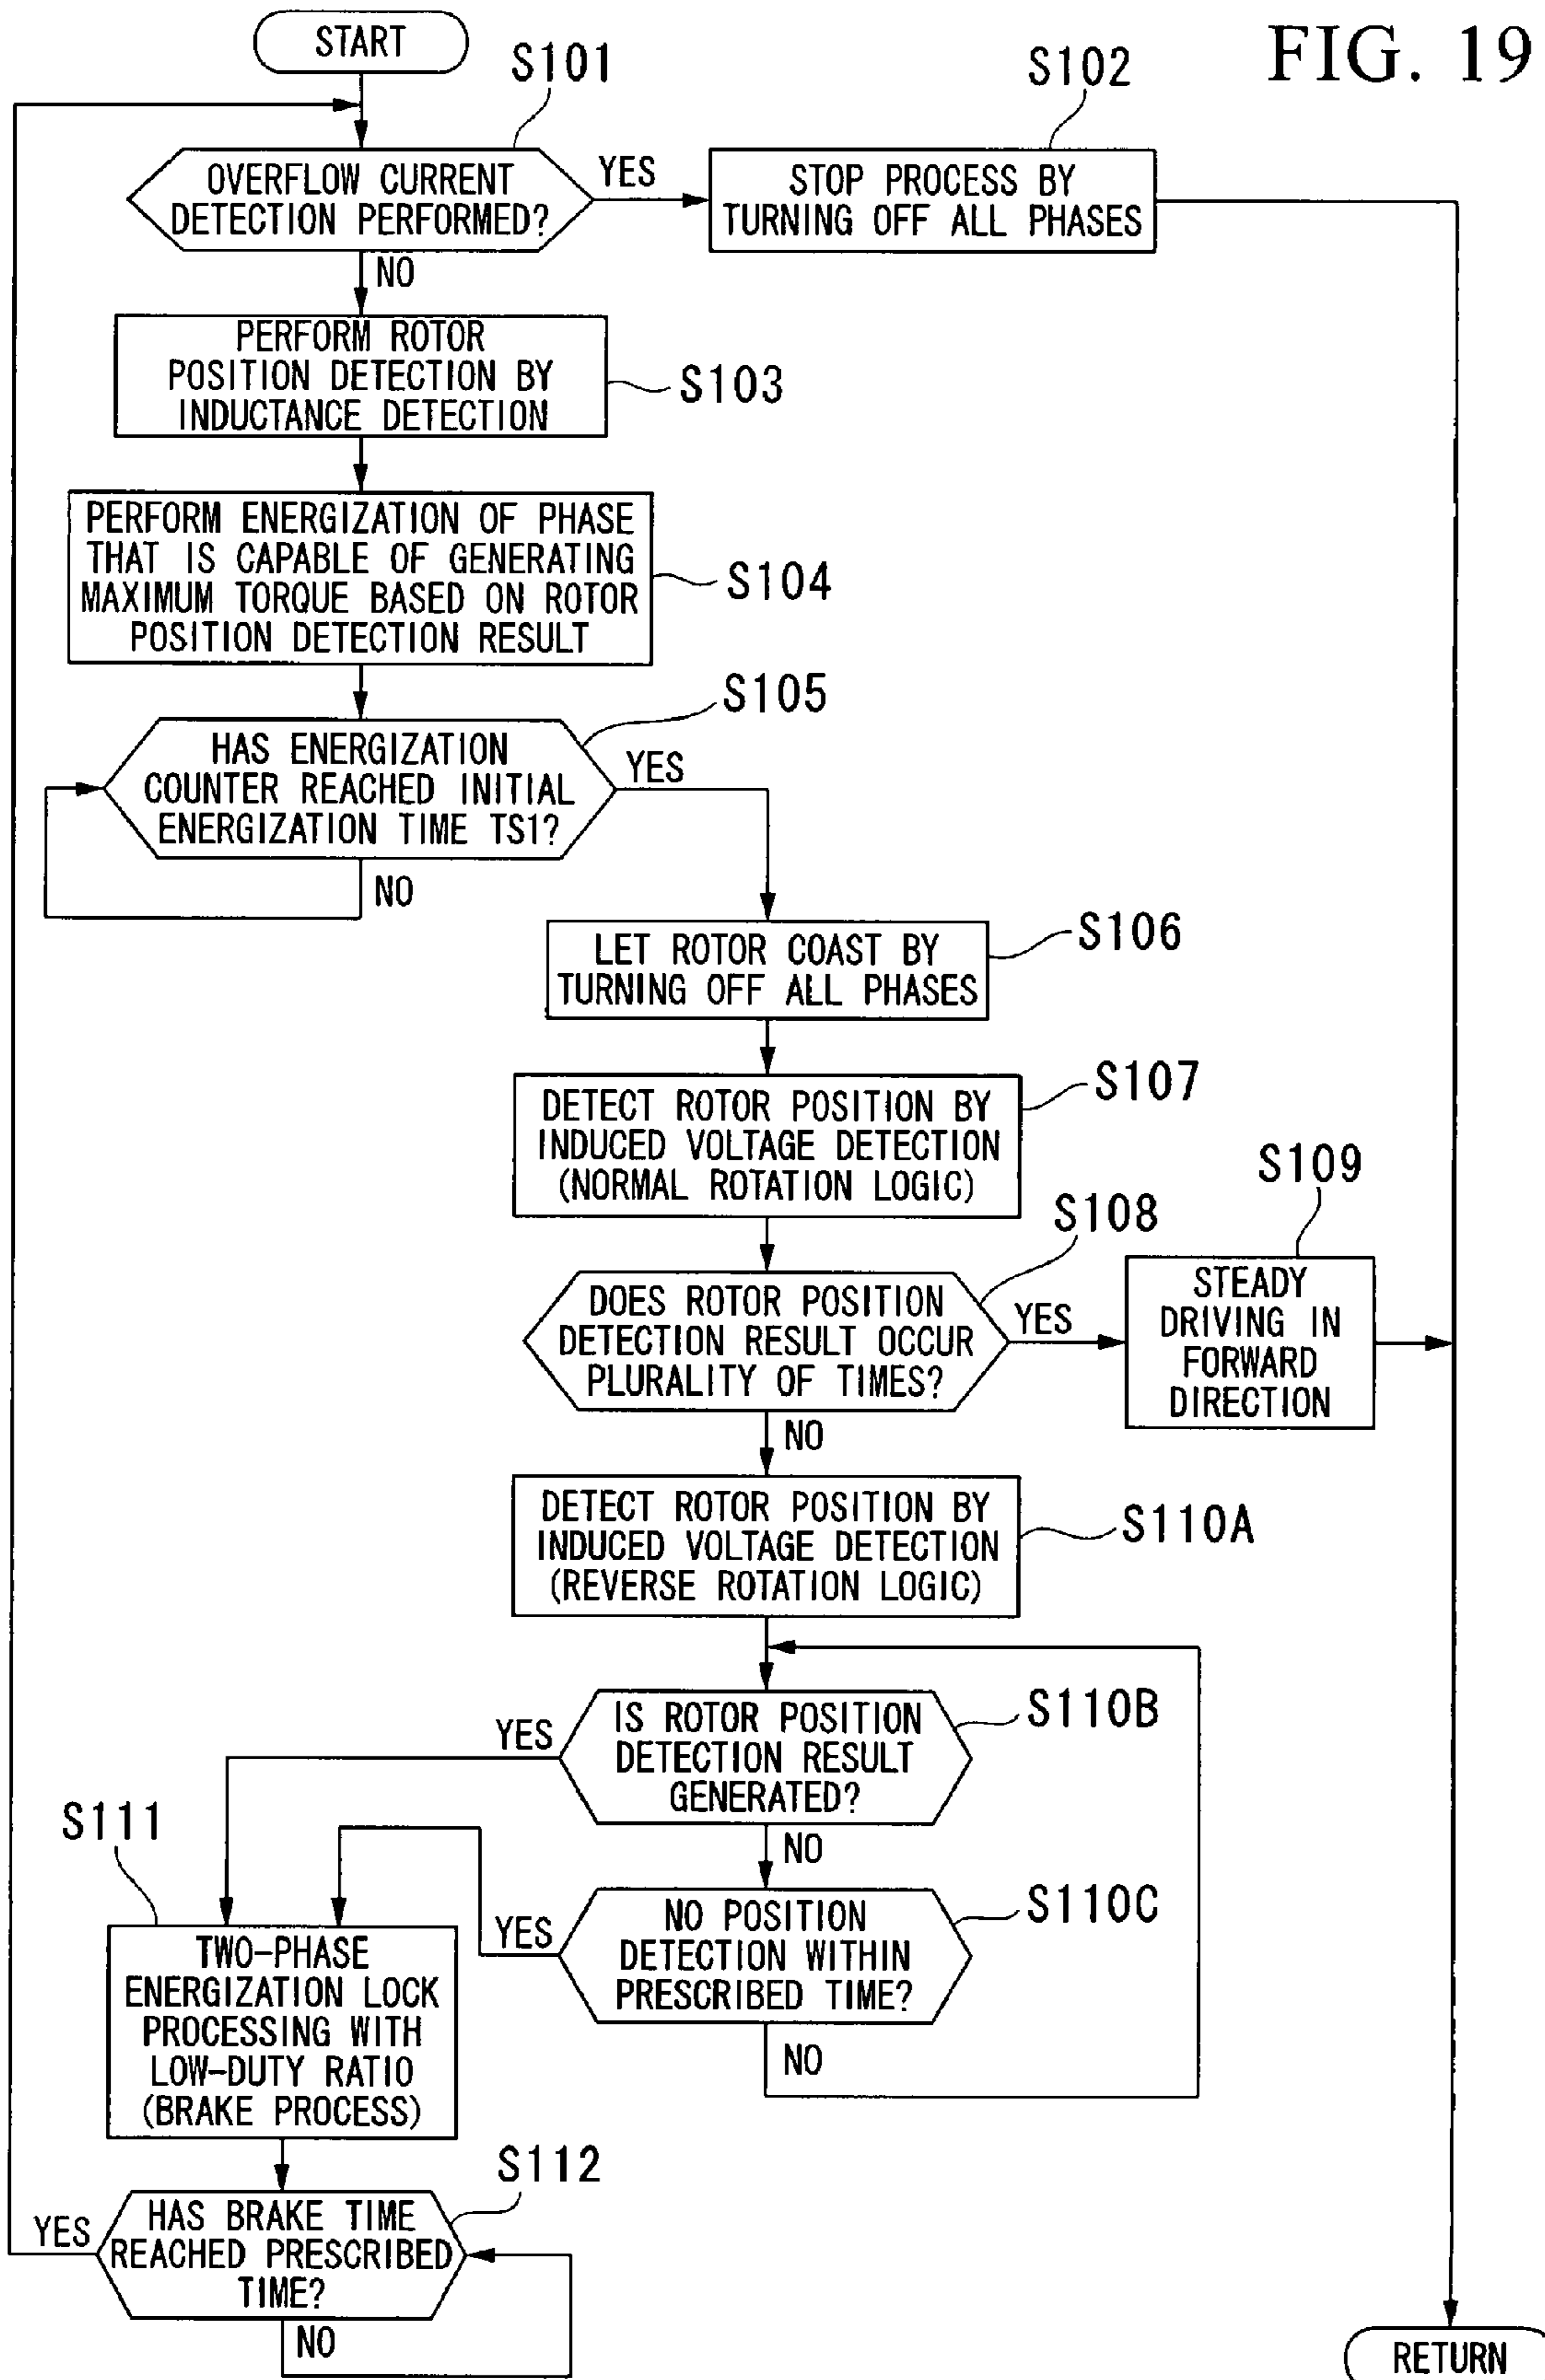 FIG. 19
START
S101
OVERFLOW CURRENT
DETECTION PERFORMED?
YES
NO
S102
STOP PROCESS BY
TURNING OFF ALL PHASES
PERFORM ROTOR
POSITION DETECTION BY
INDUCTANCE DETECTION
S103
PERFORM ENERGIZATION OF PHASE
THAT IS CAPABLE OF GENERATING
MAXIMUM TORQUE BASED ON ROTOR
POSITION DETECTION RESULT
S104
S105
HAS ENERGIZATION
COUNTER REACHED INITIAL
ENERGIZATION TIME TS1?
YES
NO
LET ROTOR COAST BY
TURNING OFF ALL PHASES
S106
DETECT ROTOR POSITION BY
INDUCED VOLTAGE DETECTION
(NORMAL ROTATION LOGIC)
S107
S108
DOES ROTOR POSITION
DETECTION RESULT OCCUR
PLURALITY OF TIMES?
YES
NO
S109
STEADY
DRIVING IN
FORWARD
DIRECTION
DETECT ROTOR POSITION BY
INDUCED VOLTAGE DETECTION
(REVERSE ROTATION LOGIC)
S110A
IS ROTOR POSITION
DETECTION RESULT
GENERATED?
S110B
YES
NO
NO POSITION
DETECTION WITHIN
PRESCRIBED TIME?
S110C
YES
NO
S111
TWO-PHASE
ENERGIZATION LOCK
PROCESSING WITH
LOW-DUTY RATIO
(BRAKE PROCESS)
S112
HAS BRAKE TIME
REACHED PRESCRIBED
TIME?
YES
NO
RETURN